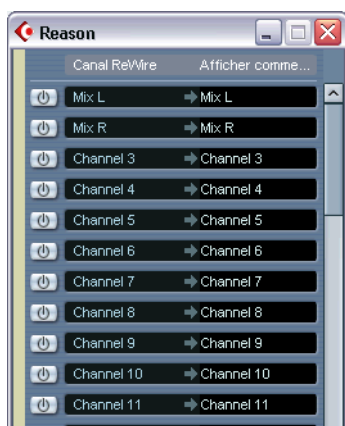 Reason
Canal ReWire Afficher comme...
Mix L Mix L
Mix R Mix R
Channel 3 Channel 3
Channel 4 Channel 4
Channel 5 Channel 5
Channel 6 Channel 6
Channel 7 Channel 7
Channel 8 Channel 8
Channel 9 Channel 9
Channel 10 Channel 10
Channel 11 Channel 11